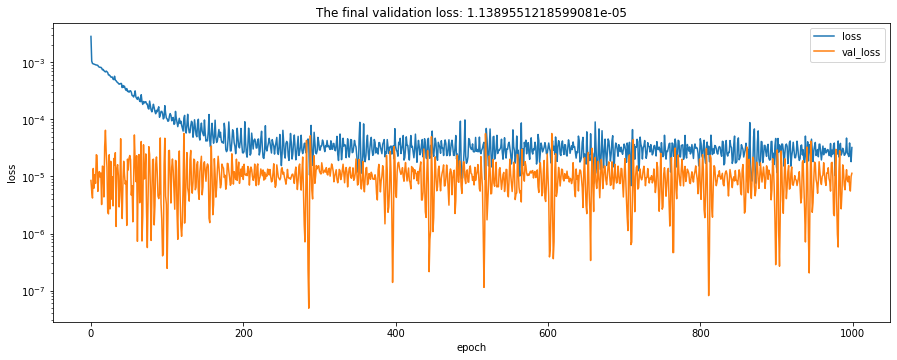 The final validation loss: 1.1389551218599081e-05
loss
val_loss
10⁻³
10⁻⁴
10⁻⁵
10⁻⁶
10⁻⁷
loss
0
200
400
600
800
1000
epoch